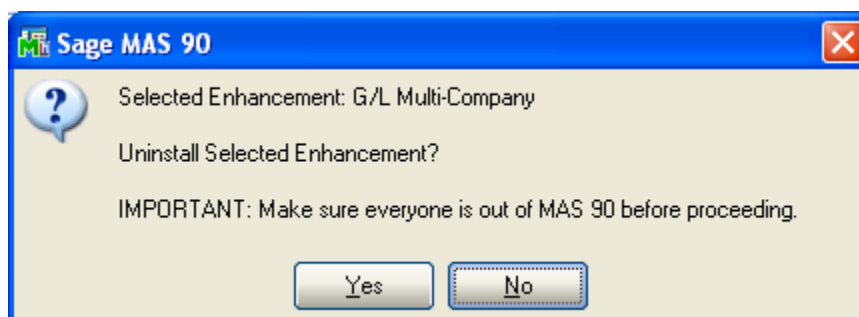 Sage MAS 90
Selected Enhancement: G/L Multi-Company
Uninstall Selected Enhancement?
IMPORTANT: Make sure everyone is out of MAS 90 before proceeding.
Yes No